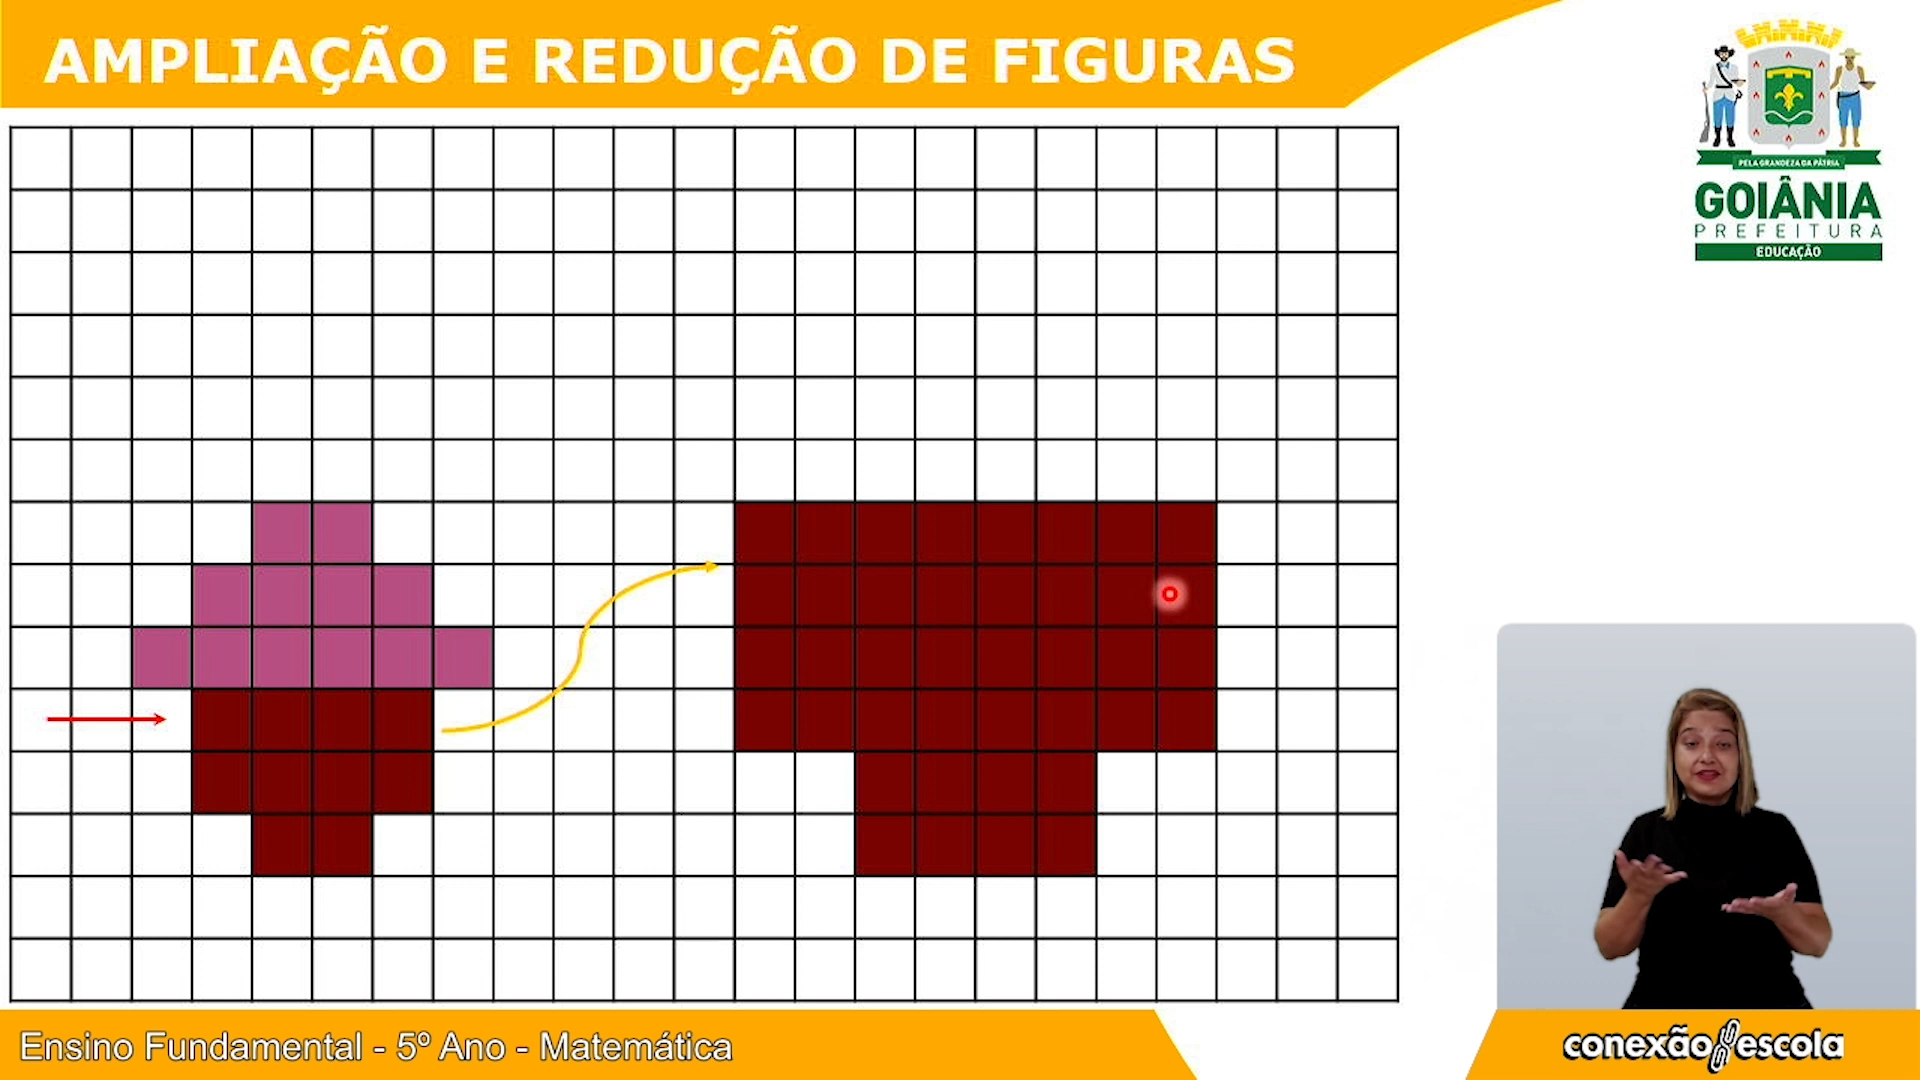 AMPLIAÇÃO E REDUÇÃO DE FIGURAS
PELA GRANDEZA DA PÁTRIA
GOIÂNIA
PREFEITURA
EDUCAÇÃO
Ensino Fundamental - 5º Ano - Matemática
conexão escola